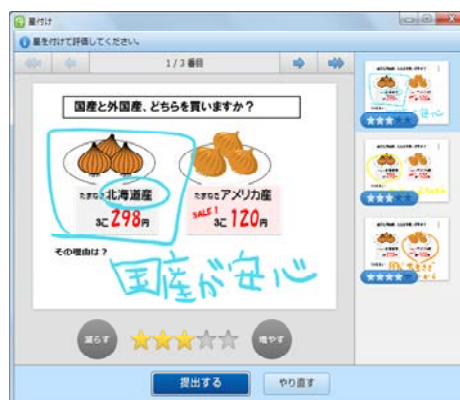 星付け
星を付けて評価してください。
1/3 番目
国産と外国産、どちらを買いますか？
たまねぎ 北海道産
3こ 298円
たまねぎ アメリカ産
SALE！ 3こ 120円
その理由は？
国産が安心
減らす
増やす
提出する
やり直す